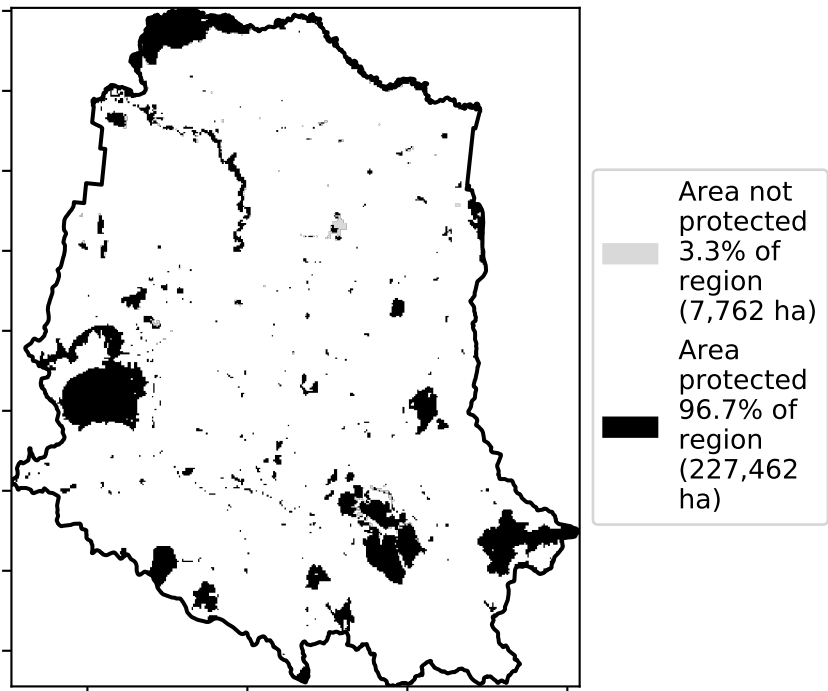 Area not
protected
3.3% of
region
(7,762 ha)
Area
protected
96.7% of
region
(227,462
ha)